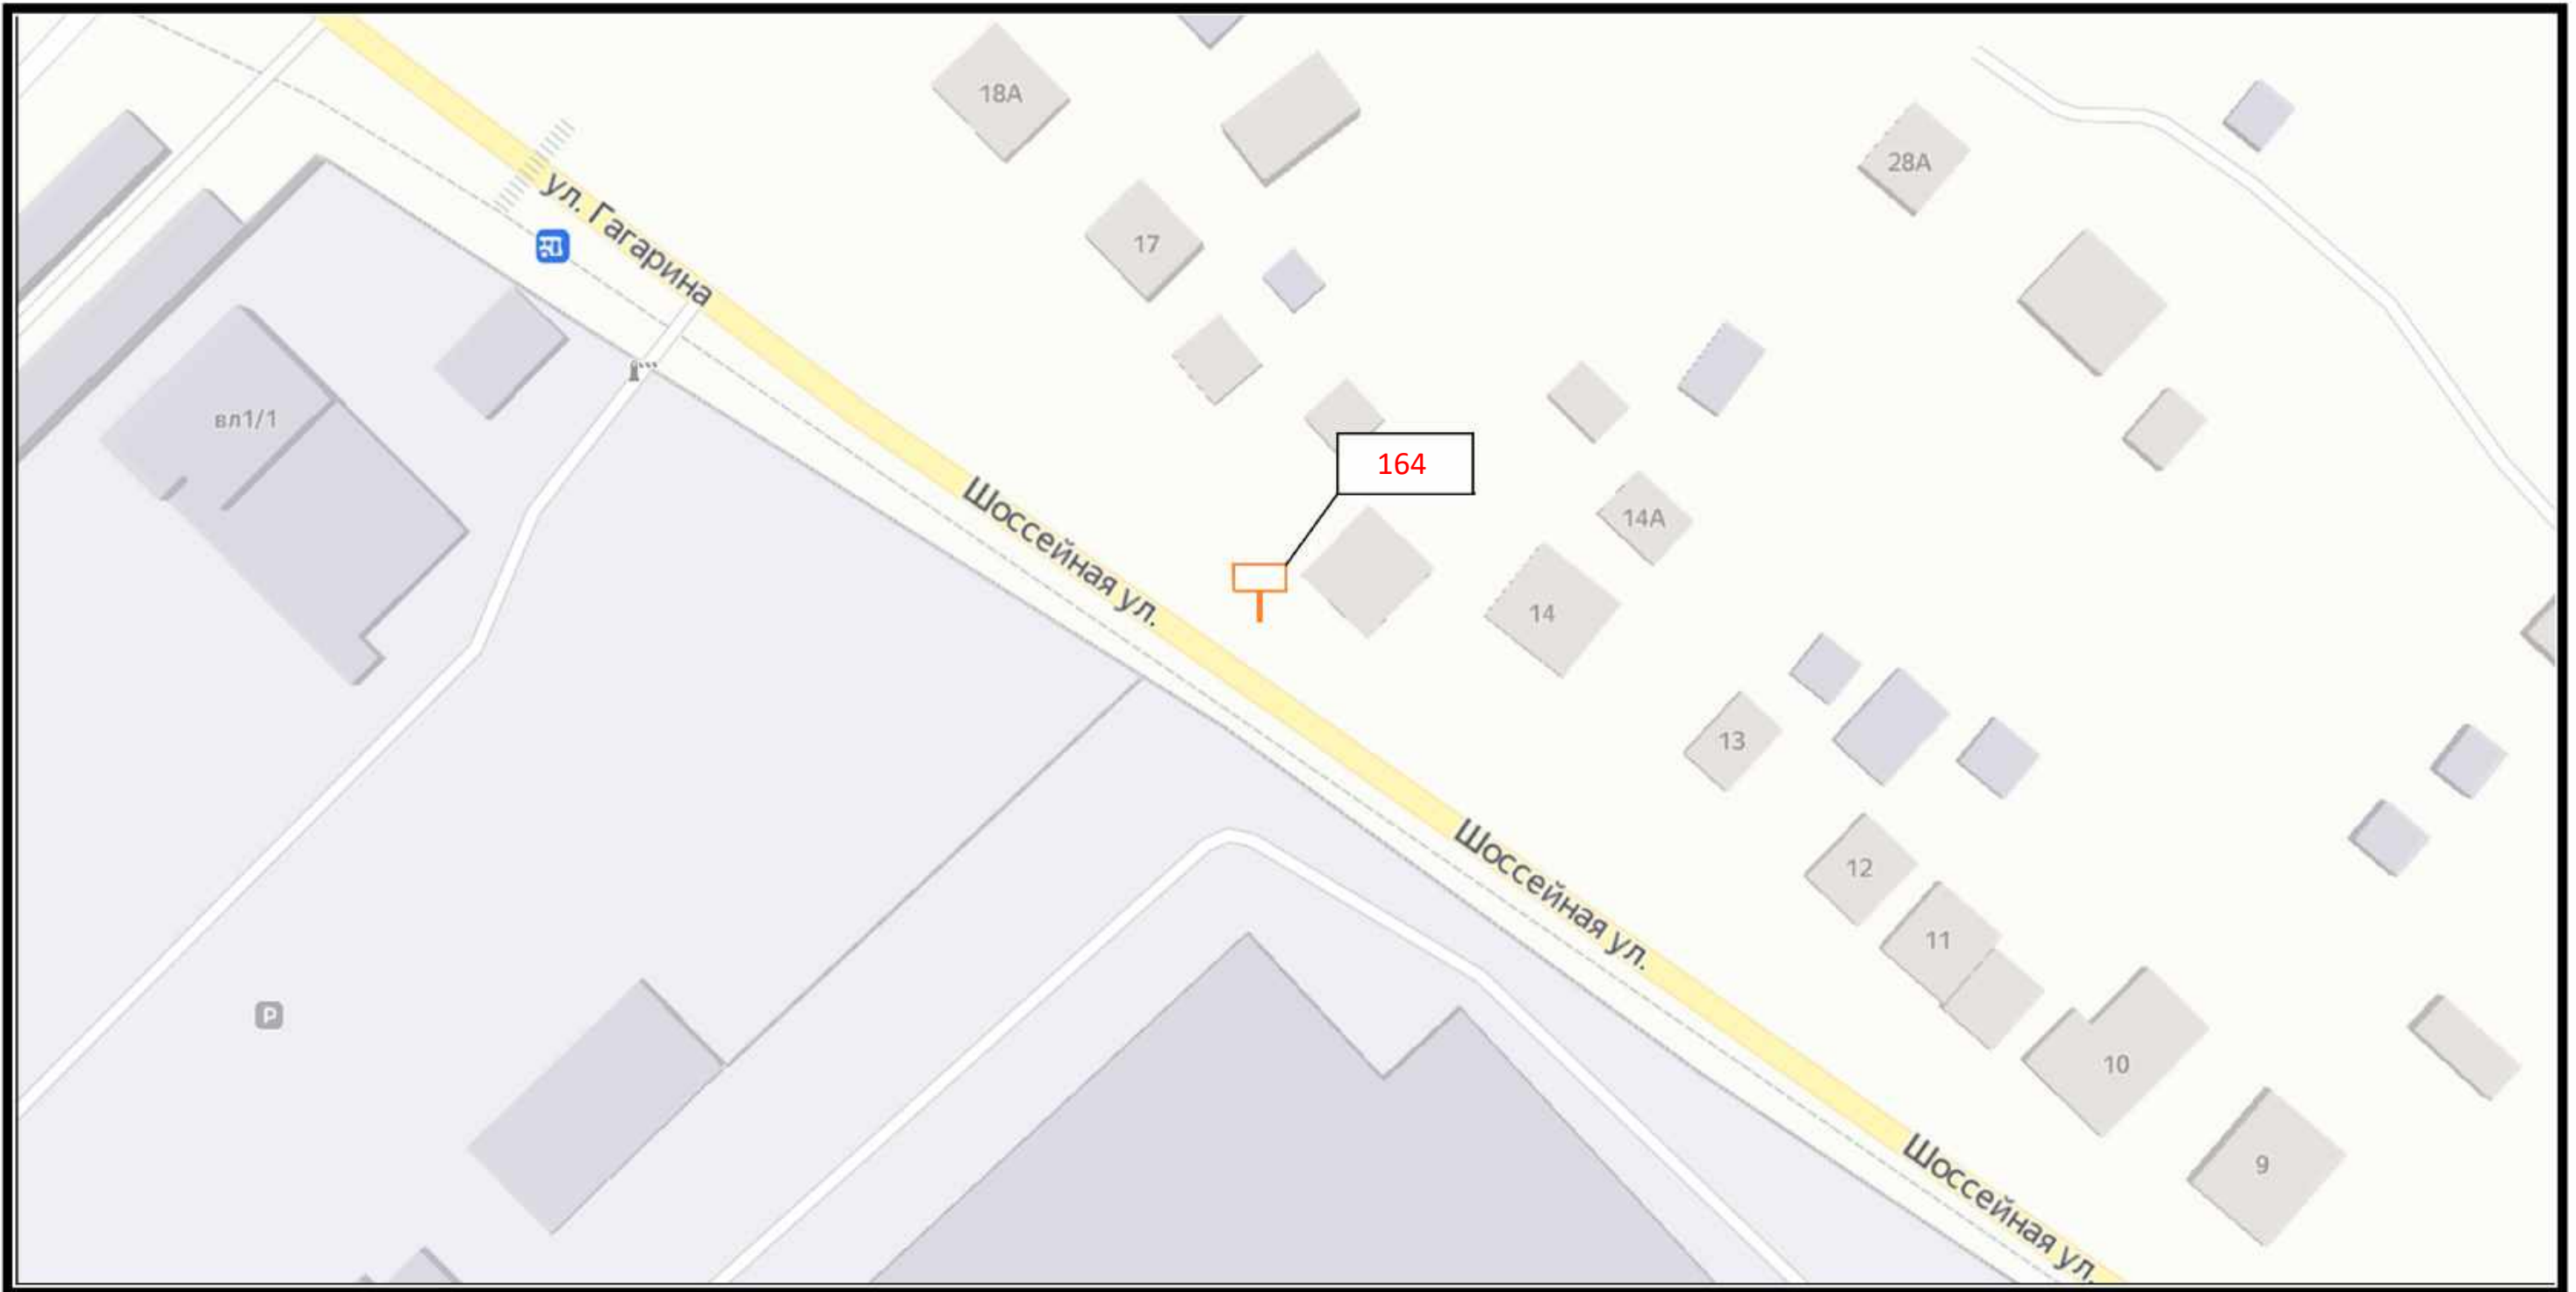 18А
28А
ул. Гагарина
17
вл1/1
164
Шоссейная ул.
14А
14
13
Шоссейная ул.
12
11
P
10
Шоссейная ул.
9